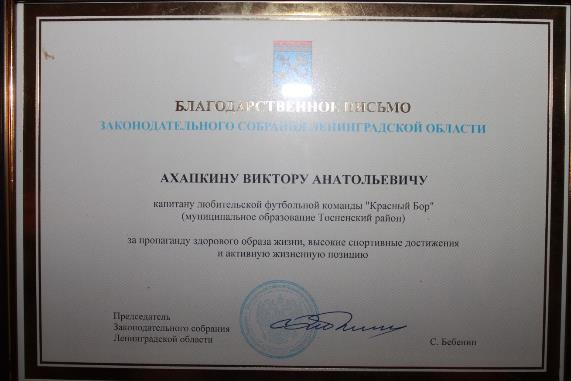 БЛАГОДАРСТВЕННОЕ ПИСЬМО
ЗАКОНОДАТЕЛЬНОГО СОБРАНИЯ ЛЕНИНГРАДСКОЙ ОБЛАСТИ
АХАПКИНУ ВИКТОРУ АНАТОЛЬЕВИЧУ
капитану любительской футбольной команды "Красный Бор"
(муниципальное образование Тосненский район)
за пропаганду здорового образа жизни, высокие спортивные достижения
и активную жизненную позицию
Председатель
Законодательного собрания
Ленинградской области
С. Бебенин